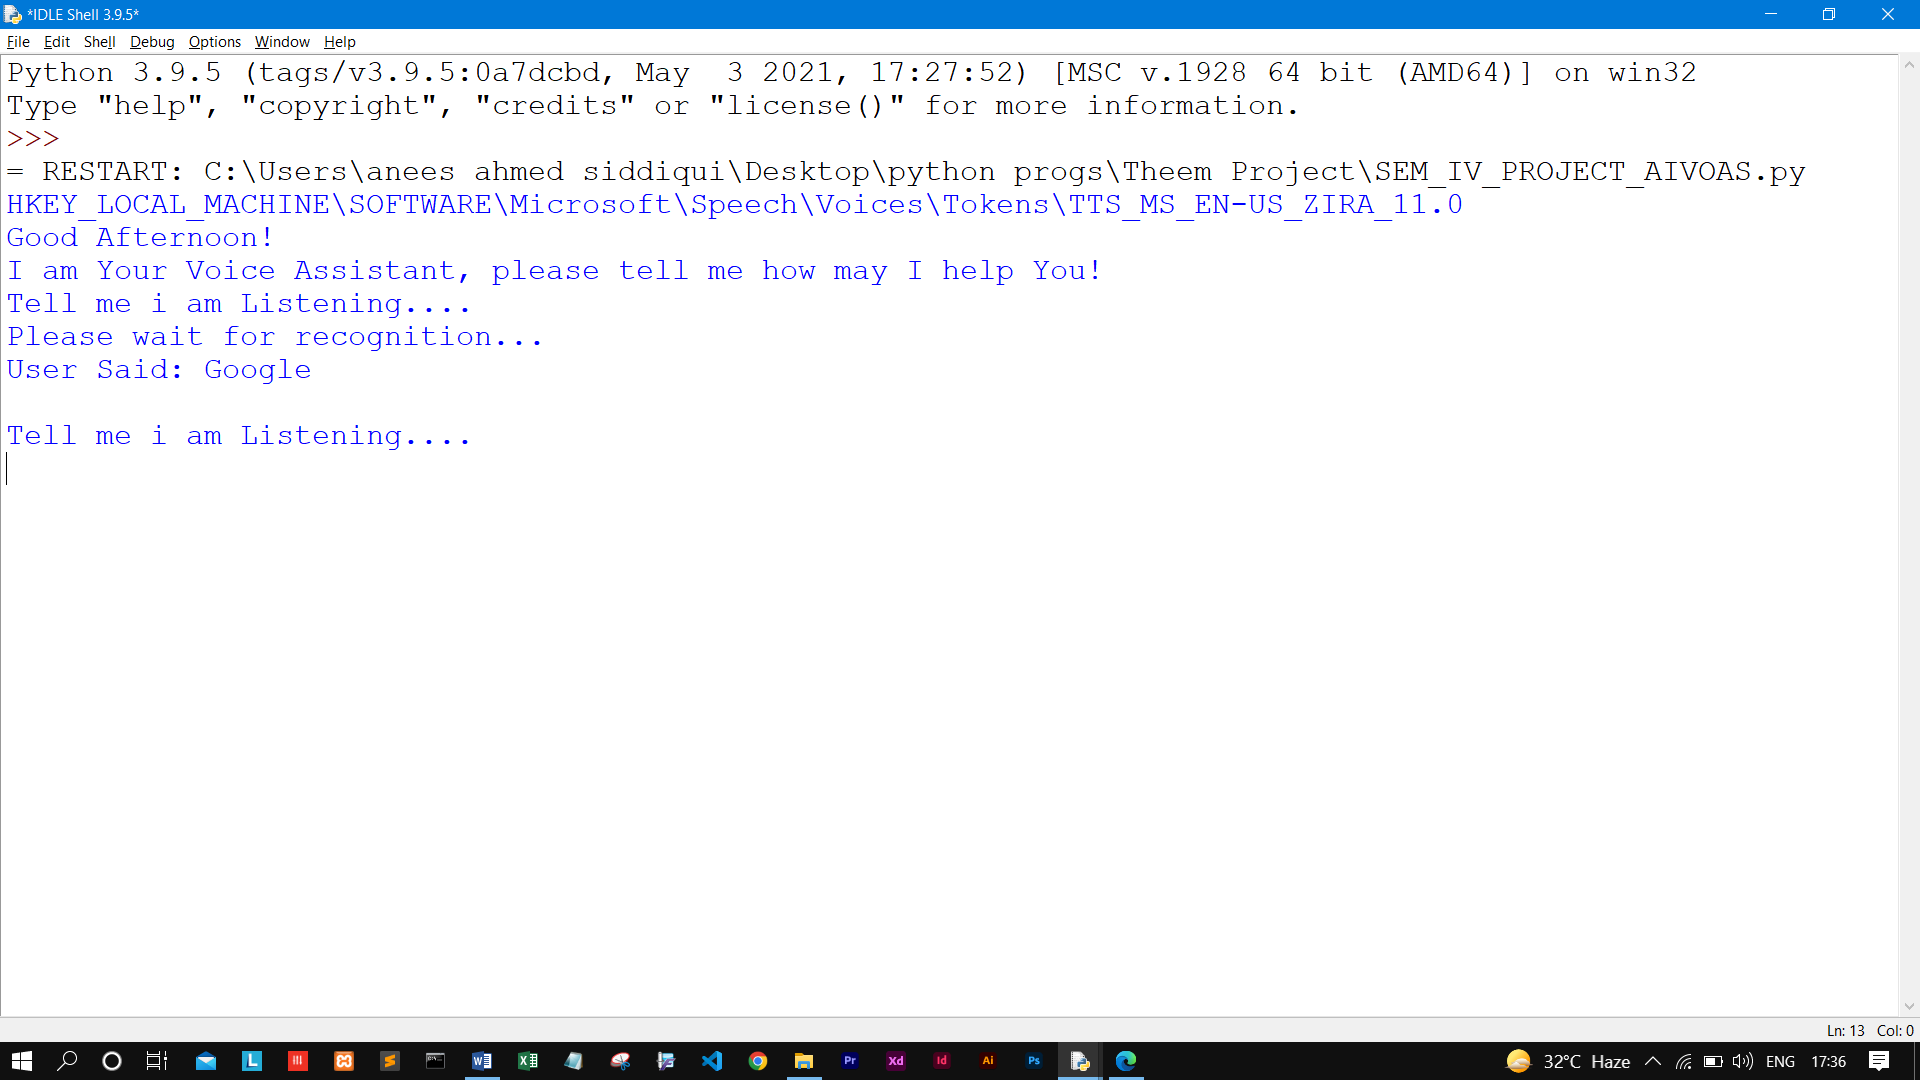 *IDLE Shell 3.9.5*
File Edit Shell Debug Options Window Help
Python 3.9.5 (tags/v3.9.5:0a7dcbd, May  3 2021, 17:27:52) [MSC v.1928 64 bit (AMD64)] on win32
Type "help", "copyright", "credits" or "license()" for more information.
>>>
= RESTART: C:\Users\anees ahmed siddiqui\Desktop\python progs\Theem Project\SEM_IV_PROJECT_AIVOAS.py
HKEY_LOCAL_MACHINE\SOFTWARE\Microsoft\Speech\Voices\Tokens\TTS_MS_EN-US_ZIRA_11.0
Good Afternoon!
I am Your Voice Assistant, please tell me how may I help You!
Tell me i am Listening....
Please wait for recognition...
User Said: Google
Tell me i am Listening....
Ln: 13 Col: 0
L Pr Xd Id Ai Ps 32°C Haze ENG 17:36